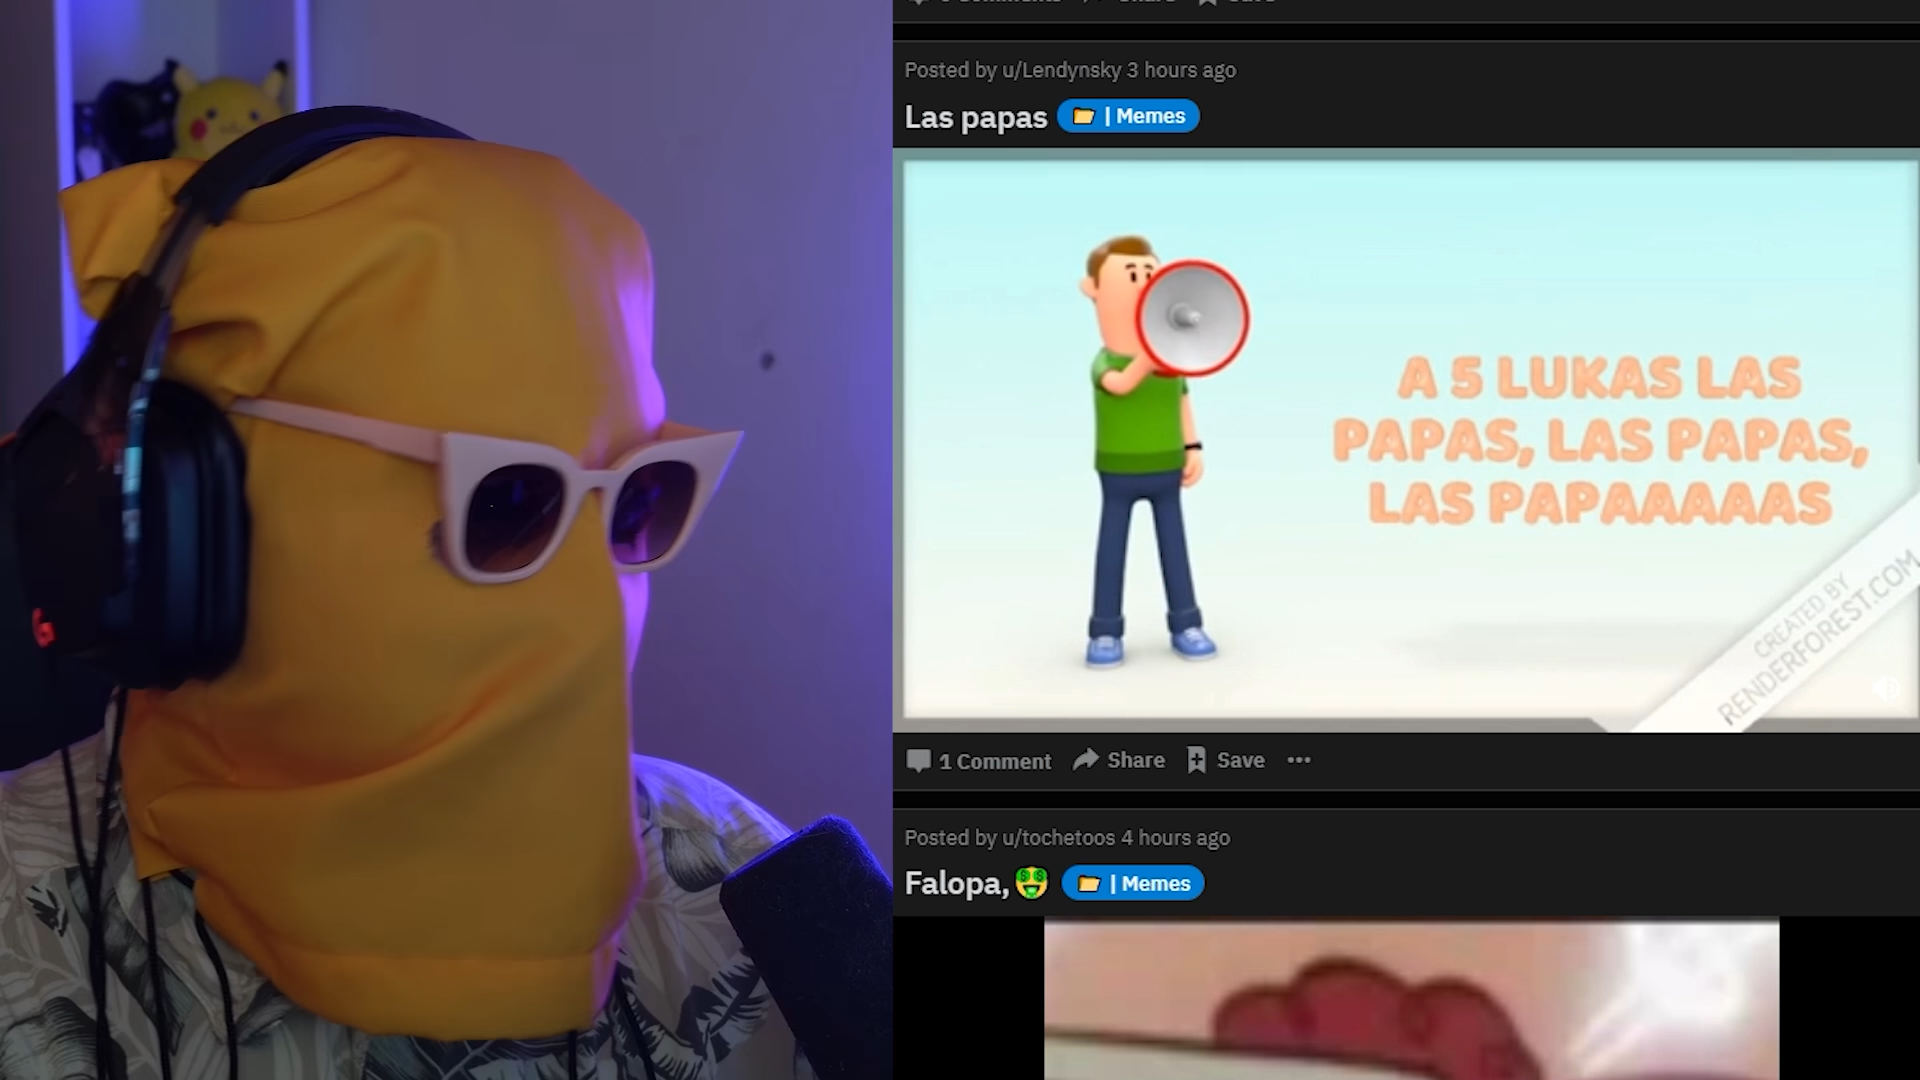 Posted by u/Lendynsky 3 hours ago
Las papas | Memes
A 5 LUKAS LAS
PAPAS, LAS PAPAS,
LAS PAPAAAAAS
CREATED BY
RENDERFOREST.COM
1 Comment Share Save
Posted by u/tochetoos 4 hours ago
Falopa, | Memes